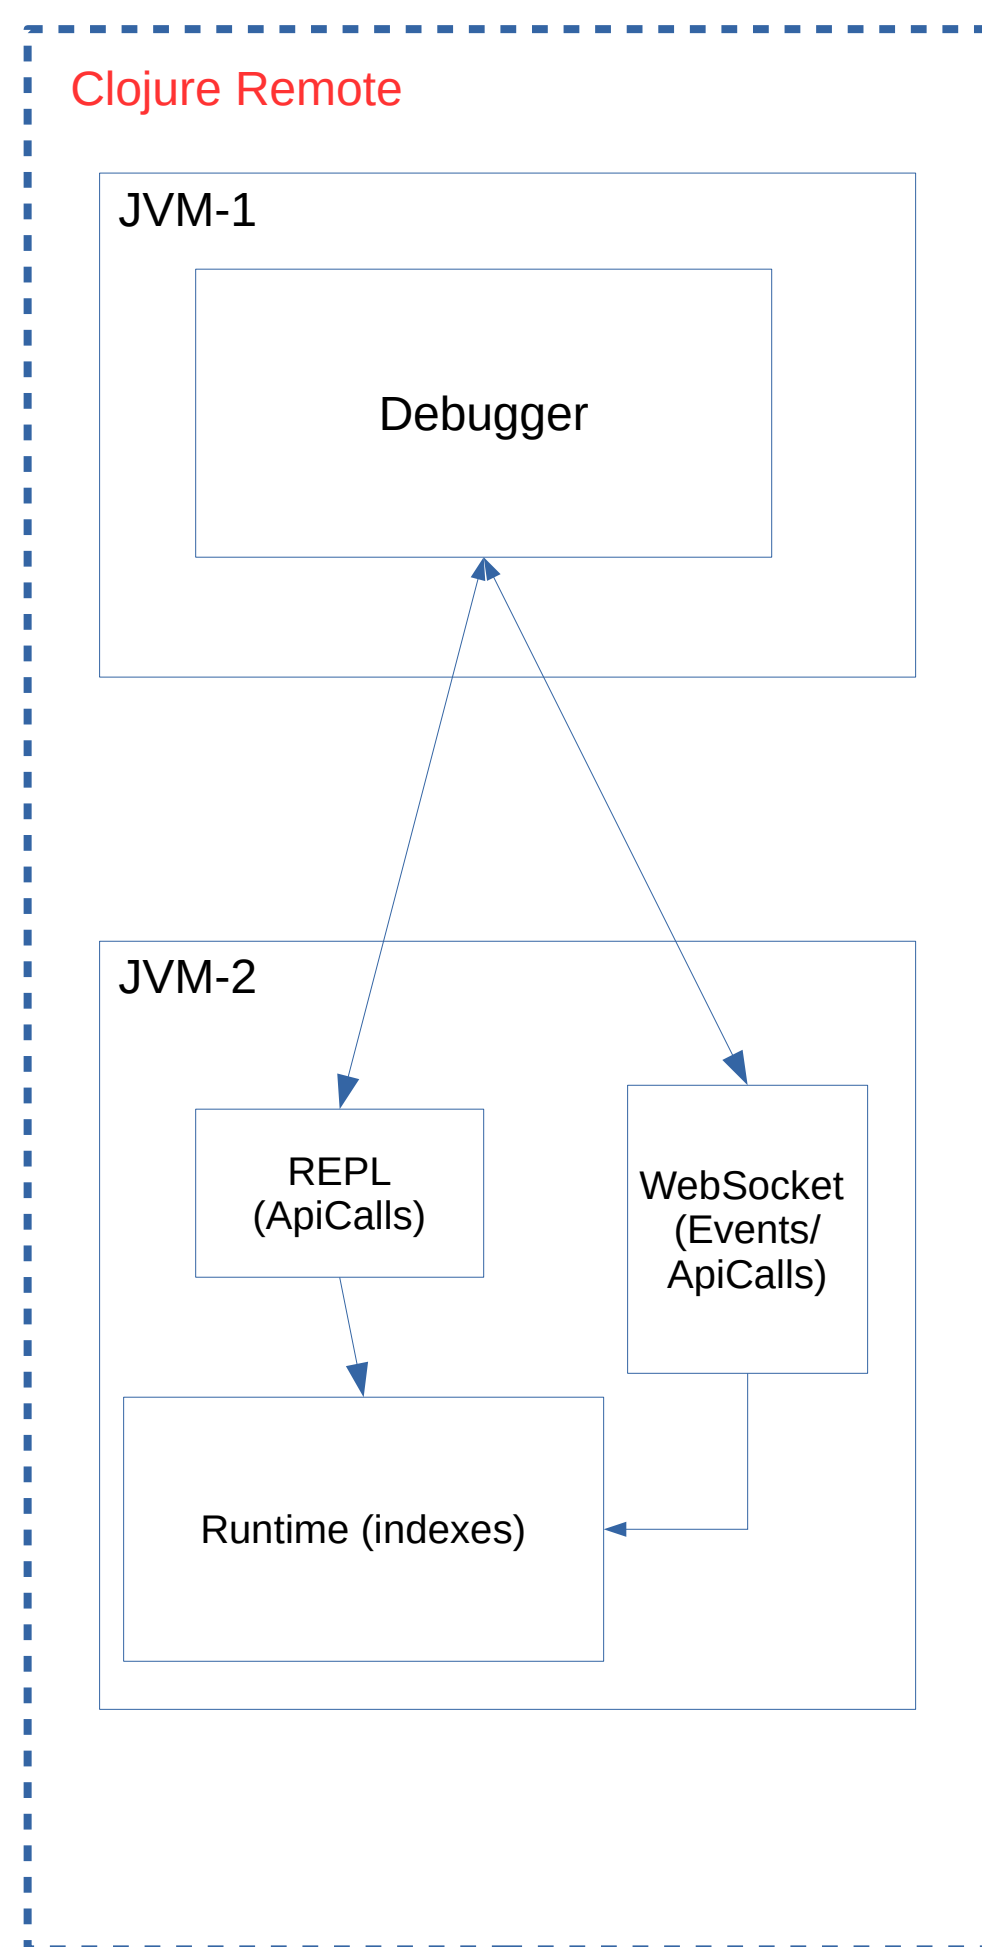 Clojure Remote
JVM-1
Debugger
JVM-2
REPL
(ApiCalls)
WebSocket
(Events/
ApiCalls)
Runtime (indexes)